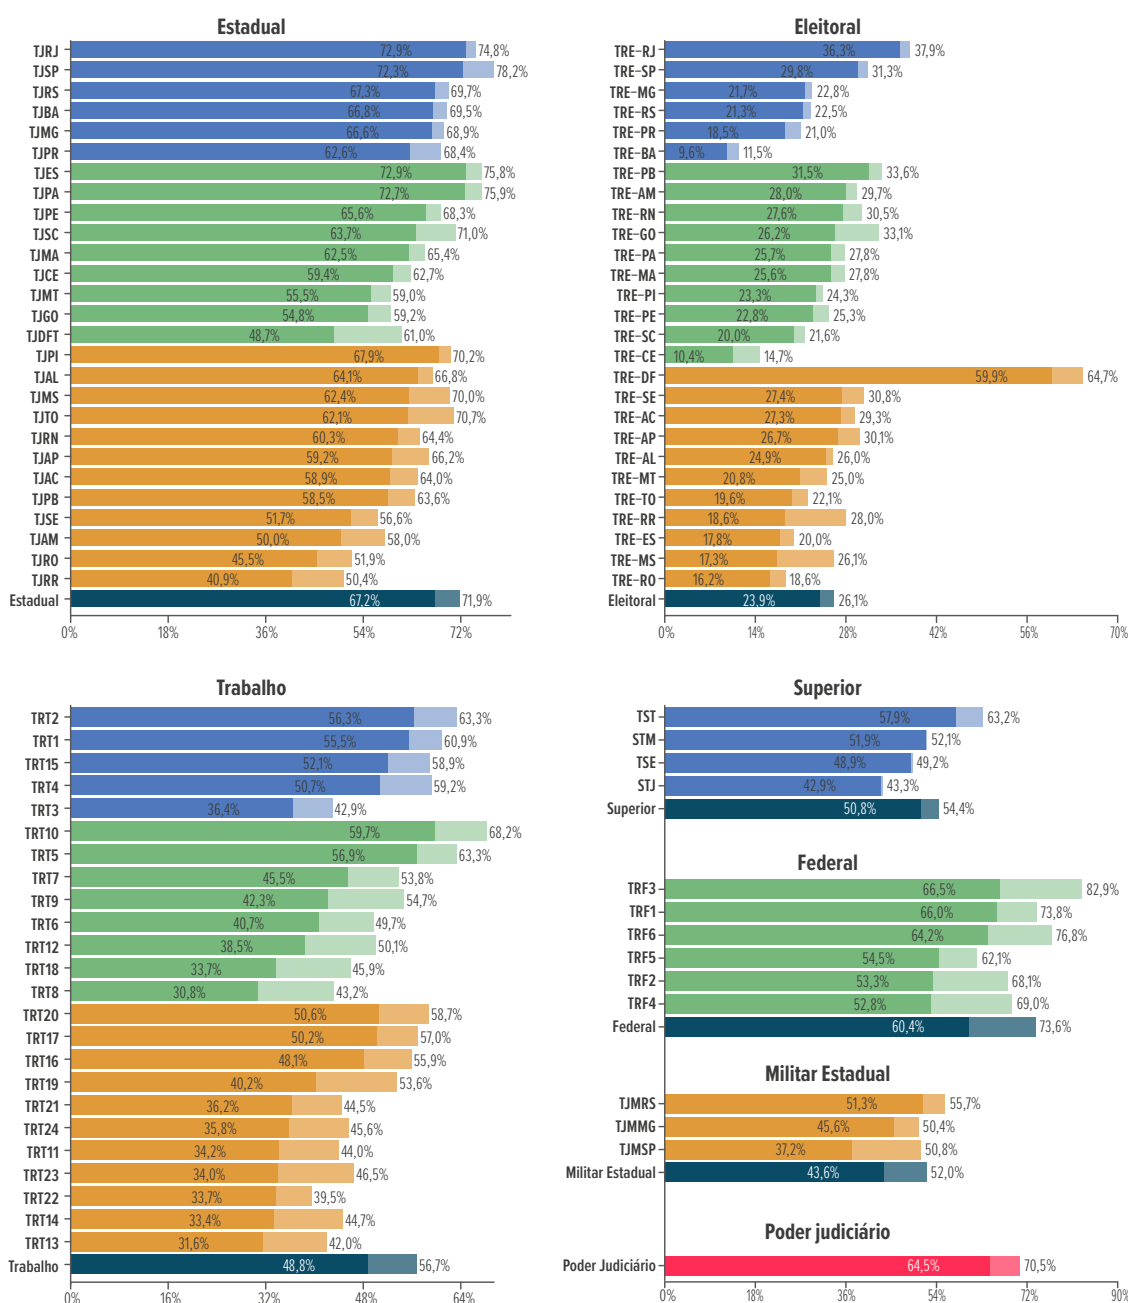 Estadual
TJRJ 72,9% 74,8%
TJSP 72,3% 78,2%
TJRS 67,3% 69,7%
TJBA 66,8% 69,5%
TJMG 66,6% 68,9%
TJPR 62,6% 68,4%
TJES 72,9% 75,8%
TJPA 72,7% 75,9%
TJPE 65,6% 68,3%
TJSC 63,7% 71,0%
TJMA 62,5% 65,4%
TJCE 59,4% 62,7%
TJMT 55,5% 59,0%
TJGO 54,8% 59,2%
TJDFT 48,7% 61,0%
TJPI 67,9% 70,2%
TJAL 64,1% 66,8%
TJMS 62,4% 70,0%
TJTO 62,1% 70,7%
TJRN 60,3% 64,4%
TJAP 59,2% 66,2%
TJAC 58,9% 64,0%
TJPB 58,5% 63,6%
TJSE 51,7% 56,6%
TJAM 50,0% 58,0%
TJRO 45,5% 51,9%
TJRR 40,9% 50,4%
Estadual 67,2% 71,9%
0% 18% 36% 54% 72%
Eleitoral
TRE-RJ 36,3% 37,9%
TRE-SP 29,8% 31,3%
TRE-MG 21,7% 22,8%
TRE-RS 21,3% 22,5%
TRE-PR 18,5% 21,0%
TRE-BA 9,6% 11,5%
TRE-PB 31,5% 33,6%
TRE-AM 28,0% 29,7%
TRE-RN 27,6% 30,5%
TRE-GO 26,2% 33,1%
TRE-PA 25,7% 27,8%
TRE-MA 25,6% 27,8%
TRE-PI 23,3% 24,3%
TRE-PE 22,8% 25,3%
TRE-SC 20,0% 21,6%
TRE-CE 10,4% 14,7%
TRE-DF 59,9% 64,7%
TRE-SE 27,4% 30,8%
TRE-AC 27,3% 29,3%
TRE-AP 26,7% 30,1%
TRE-AL 24,9% 26,0%
TRE-MT 20,8% 25,0%
TRE-TO 19,6% 22,1%
TRE-RR 18,6% 28,0%
TRE-ES 17,8% 20,0%
TRE-MS 17,3% 26,1%
TRE-RO 16,2% 18,6%
Eleitoral 23,9% 26,1%
0% 14% 28% 42% 56% 70%
Trabalho
TRT2 56,3% 63,3%
TRT1 55,5% 60,9%
TRT15 52,1% 58,9%
TRT4 50,7% 59,2%
TRT3 36,4% 42,9%
TRT10 59,7% 68,2%
TRT5 56,9% 63,3%
TRT7 45,5% 53,8%
TRT9 42,3% 54,7%
TRT6 40,7% 49,7%
TRT12 38,5% 50,1%
TRT18 33,7% 45,9%
TRT8 30,8% 43,2%
TRT20 50,6% 58,7%
TRT17 50,2% 57,0%
TRT16 48,1% 55,9%
TRT19 40,2% 53,6%
TRT21 36,2% 44,5%
TRT24 35,8% 45,6%
TRT11 34,2% 44,0%
TRT23 34,0% 46,5%
TRT22 33,7% 39,5%
TRT14 33,4% 44,7%
TRT13 31,6% 42,0%
Trabalho 48,8% 56,7%
0% 16% 32% 48% 64%
Superior
TST 57,9% 63,2%
STM 51,9% 52,1%
TSE 48,9% 49,2%
STJ 42,9% 43,3%
Superior 50,8% 54,4%
Federal
TRF3 66,5% 82,9%
TRF1 66,0% 73,8%
TRF6 64,2% 76,8%
TRF5 54,5% 62,1%
TRF2 53,3% 68,1%
TRF4 52,8% 69,0%
Federal 60,4% 73,6%
Militar Estadual
TJMRS 51,3% 55,7%
TJMMG 45,6% 50,4%
TJMSP 37,2% 50,8%
Militar Estadual 43,6% 52,0%
Poder judiciário
Poder Judiciário 64,5% 70,5%
0% 18% 36% 54% 72% 90%